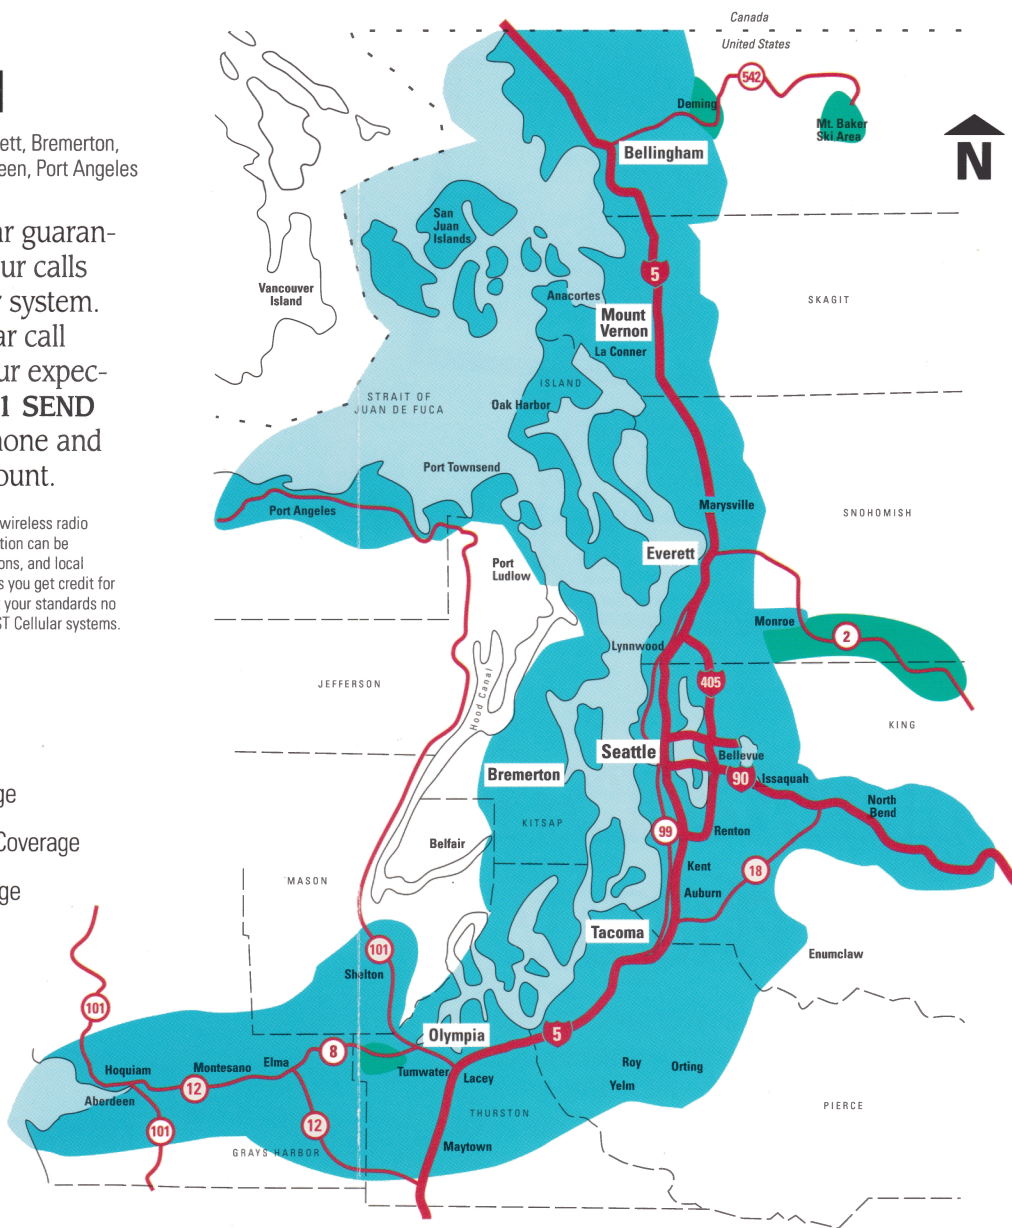 Canada
United States
ett, Bremerton,
een, Port Angeles
ar guaran-
ur calls
r system.
ar call
ur expec-
1 SEND
hone and
ount.
wireless radio
tion can be
ons, and local
s you get credit for
t your standards no
ST Cellular systems.
ge
Coverage
ge
542
Deming
Mt. Baker
Ski Area
N
Bellingham
San
Juan
Islands
5
Vancouver
Island
Anacortes
SKAGIT
Mount
Vernon
La Conner
ISLAND
STRAIT OF
JUAN DE FUCA
Oak Harbor
Port Townsend
Port Angeles
Marysville
SNOHOMISH
Everett
Port
Ludlow
Monroe
2
Lynnwood
JEFFERSON
Hood Canal
405
KING
Seattle
Bellevue
Bremerton
90
Issaquah
North
Bend
KITSAP
99
Renton
Belfair
Kent
18
MASON
Auburn
Tacoma
101
Enumclaw
Shelton
101
Olympia
5
8
Elma
Montesano
Hoquiam
Tumwater
Lacey
Roy
Orting
Yelm
12
Aberdeen
THURSTON
PIERCE
101
12
Maytown
GRAYS HARBOR